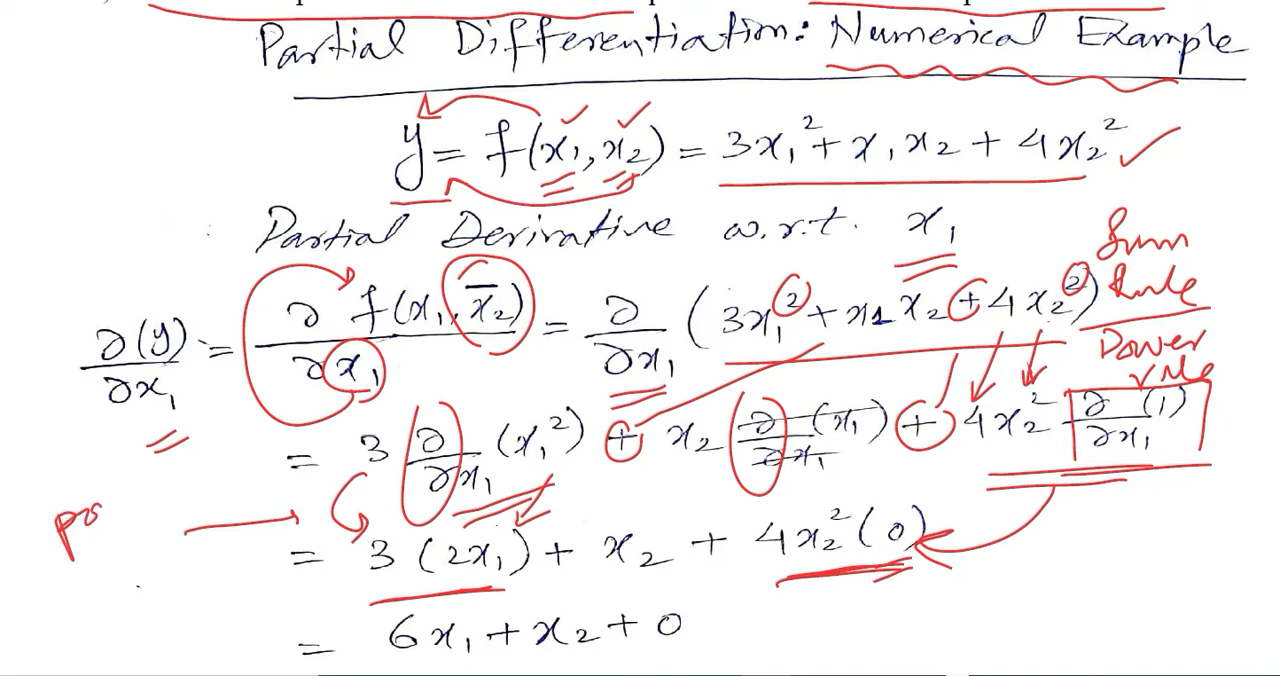 Partial Differentiation: Numerical Example
y = f(x₁, x₂) = 3x₁² + x₁x₂ + 4x₂²
Partial Derivative w.r.t. x₁
∂(y)/∂x₁ = ∂f(x₁, x̄₂)/∂x₁ = ∂/∂x₁ (3x₁² + x₁x₂ + 4x₂²)
Sum
Rule
Power
rule
= 3 ∂/∂x₁ (x₁²) + x₂ ∂/∂x₁ (x₁) + 4x₂² ∂(1)/∂x₁
po
= 3(2x₁) + x₂ + 4x₂²(0)
= 6x₁ + x₂ + 0